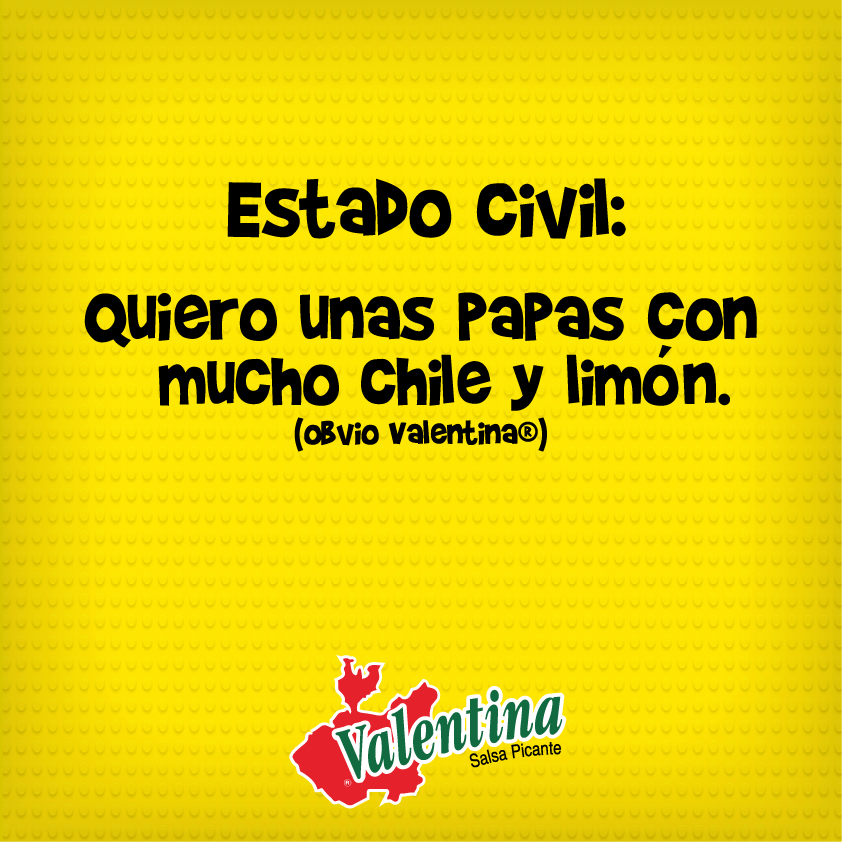 Estado Civil:
Quiero unas papas con
mucho chile y limón.
(obvio Valentina®)
Valentina
®
Salsa Picante